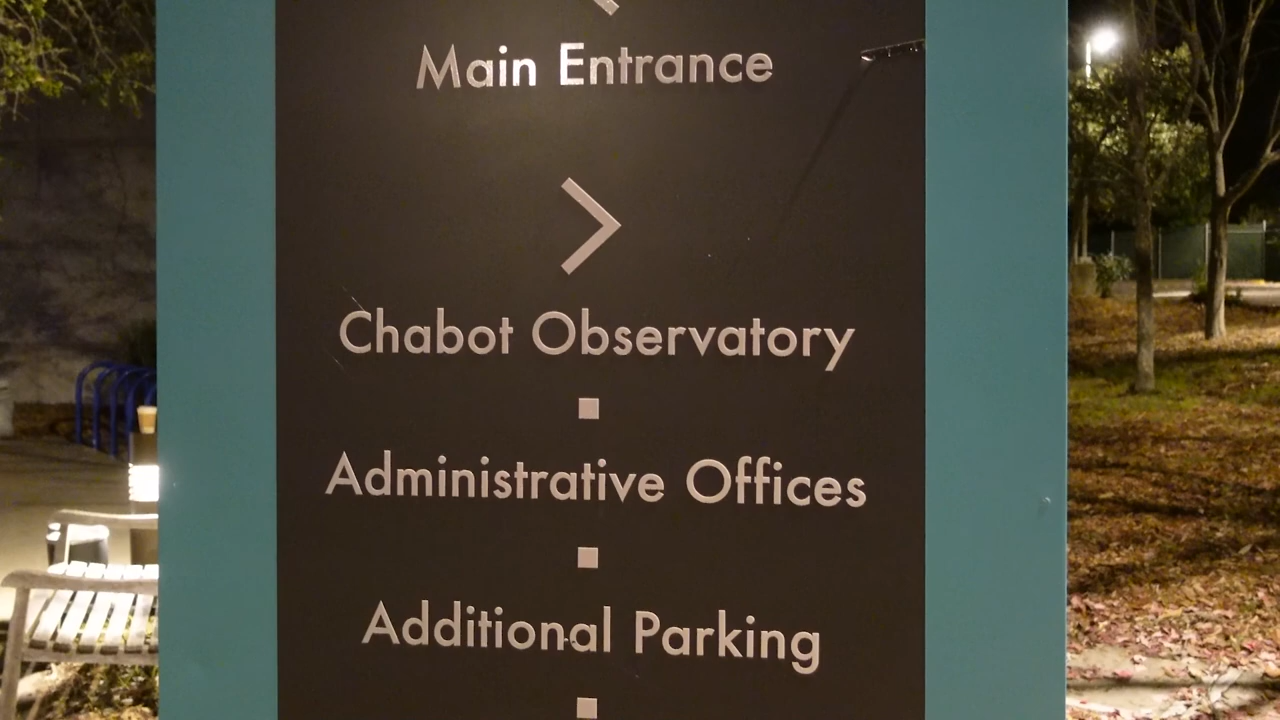 Main Entrance
Chabot Observatory
Administrative Offices
Additional Parking